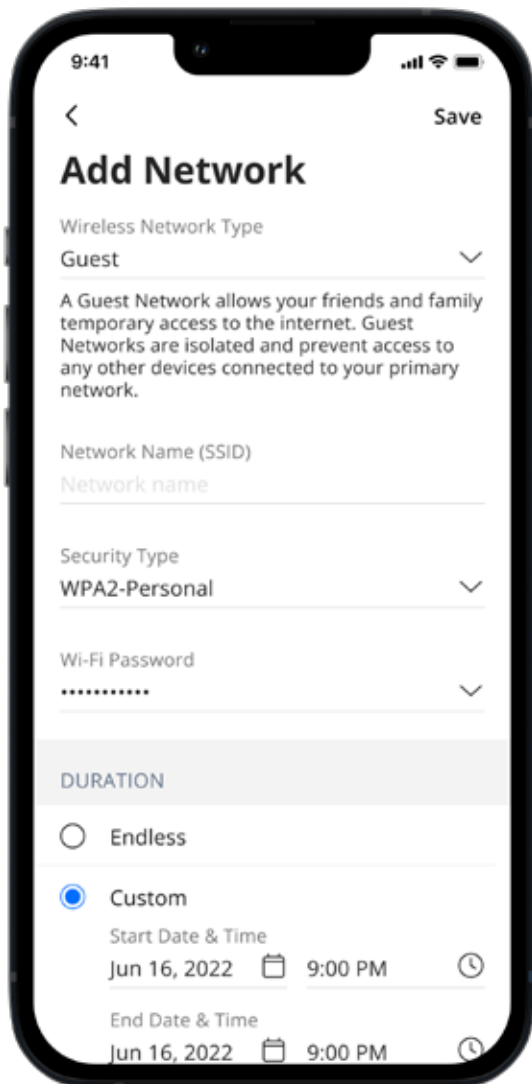 9:41
Save
Add Network
Wireless Network Type
Guest
A Guest Network allows your friends and family
temporary access to the internet. Guest
Networks are isolated and prevent access to
any other devices connected to your primary
network.
Network Name (SSID)
Network name
Security Type
WPA2-Personal
Wi-Fi Password
•••••••••••
DURATION
Endless
Custom
Start Date & Time
Jun 16, 2022 9:00 PM
End Date & Time
Jun 16, 2022 9:00 PM